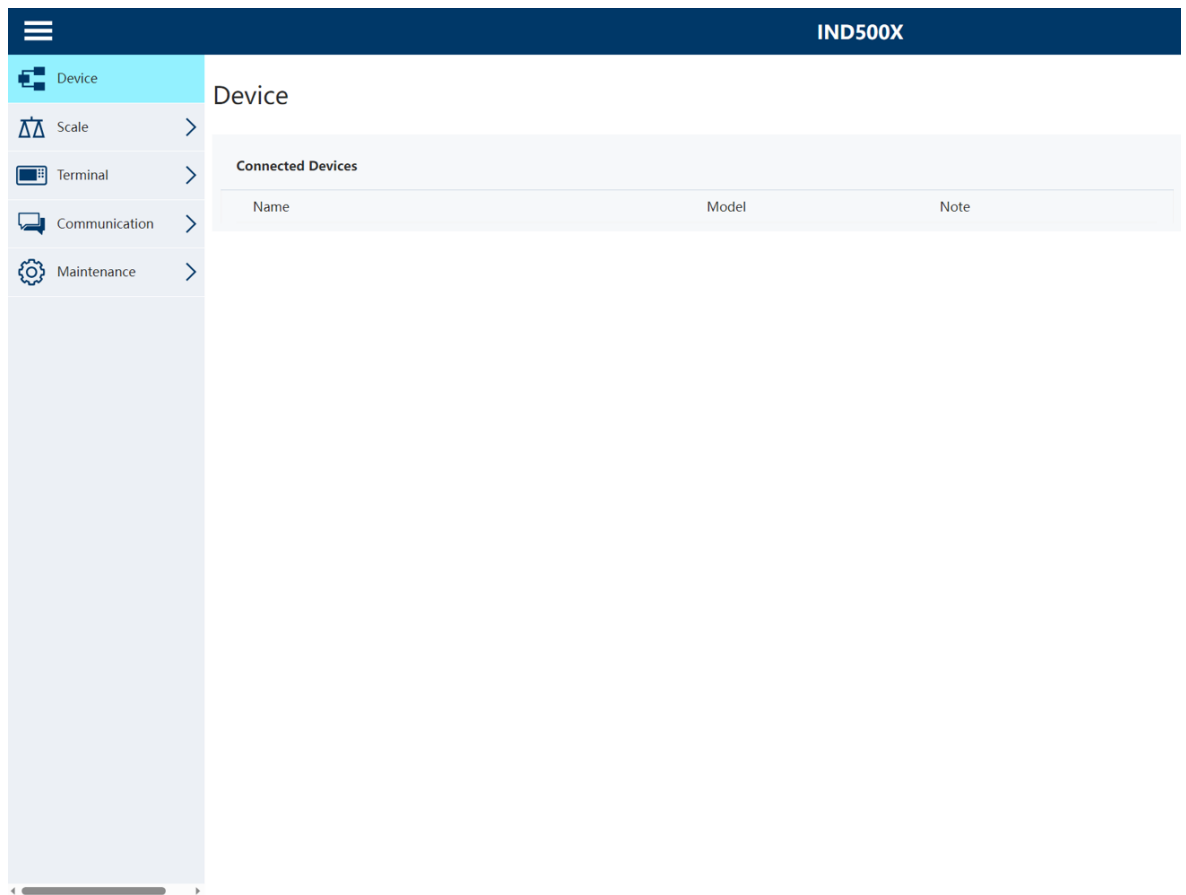 IND500X
Device
Scale
Terminal
Communication
Maintenance
Device
Connected Devices
Name Model Note